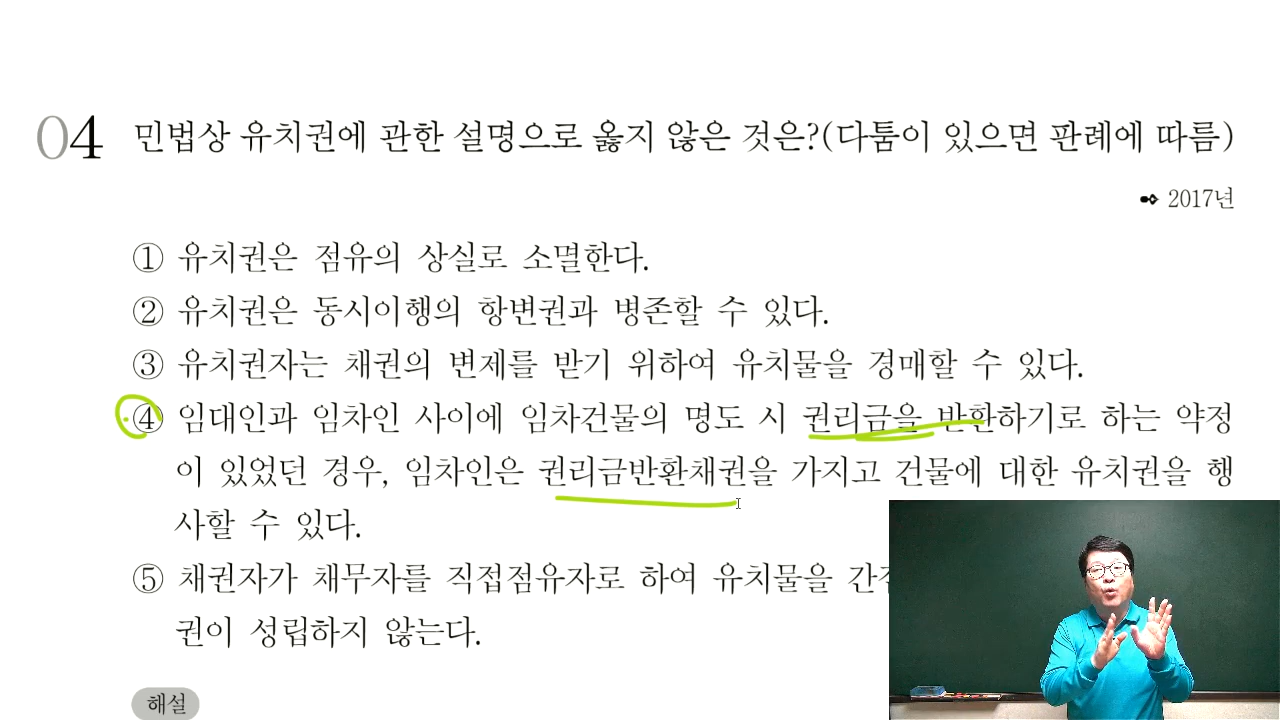 04 민법상 유치권에 관한 설명으로 옳지 않은 것은?(다툼이 있으면 판례에 따름)
2017년
① 유치권은 점유의 상실로 소멸한다.
② 유치권은 동시이행의 항변권과 병존할 수 있다.
③ 유치권자는 채권의 변제를 받기 위하여 유치물을 경매할 수 있다.
④ 임대인과 임차인 사이에 임차건물의 명도 시 권리금을 반환하기로 하는 약정
이 있었던 경우, 임차인은 권리금반환채권을 가지고 건물에 대한 유치권을 행
사할 수 있다.
⑤ 채권자가 채무자를 직접점유자로 하여 유치물을
권이 성립하지 않는다.
해설